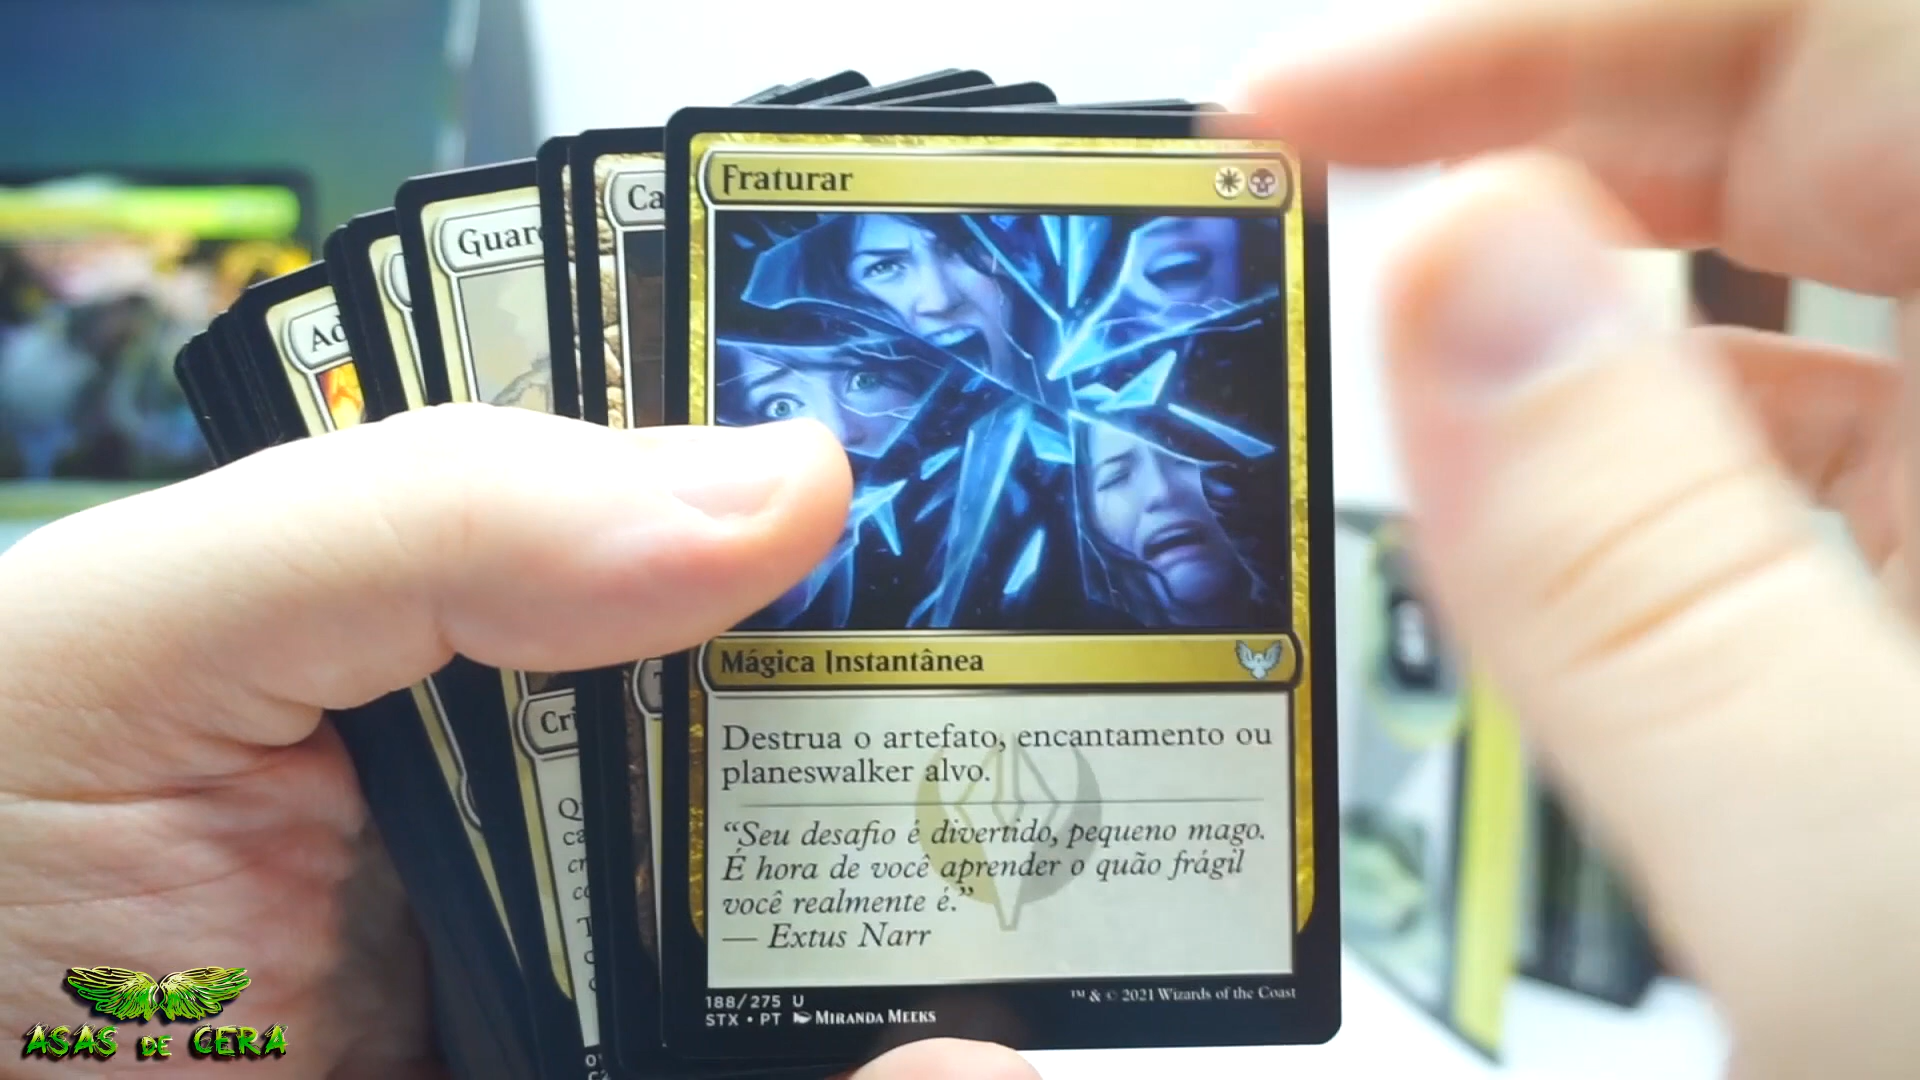 Fraturar
Ca
Guar
Ad
Mágica Instantânea
Cri
Destrua o artefato, encantamento ou
planeswalker alvo.
“Seu desafio é divertido, pequeno mago.
É hora de você aprender o quão frágil
você realmente é.”
— Extus Narr
188/275 U
STX • PT MIRANDA MEEKS
™ & © 2021 Wizards of the Coast
ASAS DE CERA